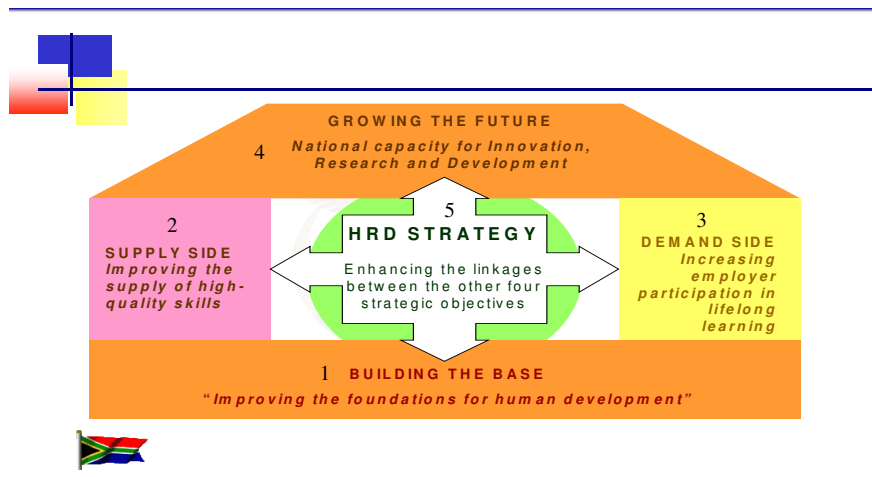 GROWING THE FUTURE
4
National capacity for Innovation,
Research and Development
2
SUPPLY SIDE
Improving the
supply of high-
quality skills
5
HRD STRATEGY
Enhancing the linkages
between the other four
strategic objectives
3
DEMAND SIDE
Increasing
employer
participation in
lifelong
learning
1 BUILDING THE BASE
“Improving the foundations for human development”